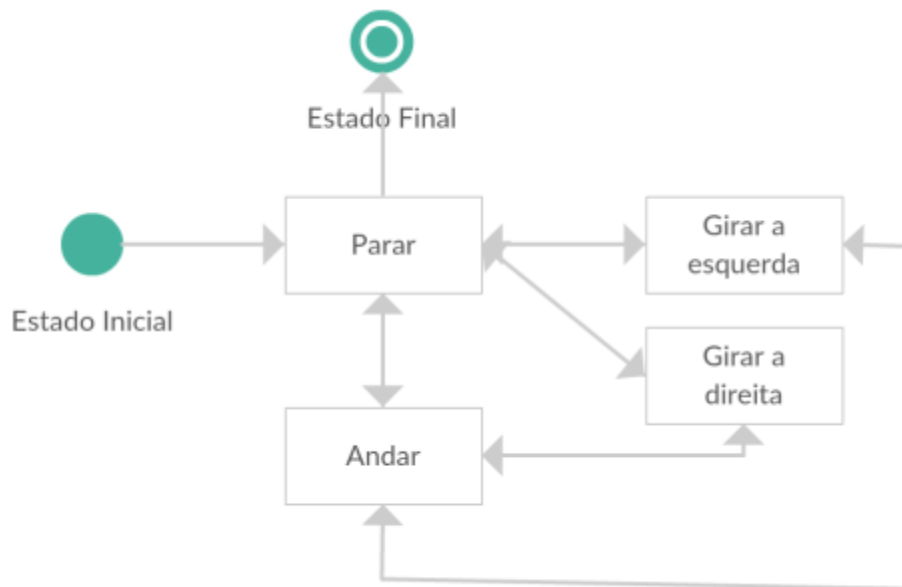 Estado Final
Parar
Girar a
esquerda
Estado Inicial
Girar a
direita
Andar